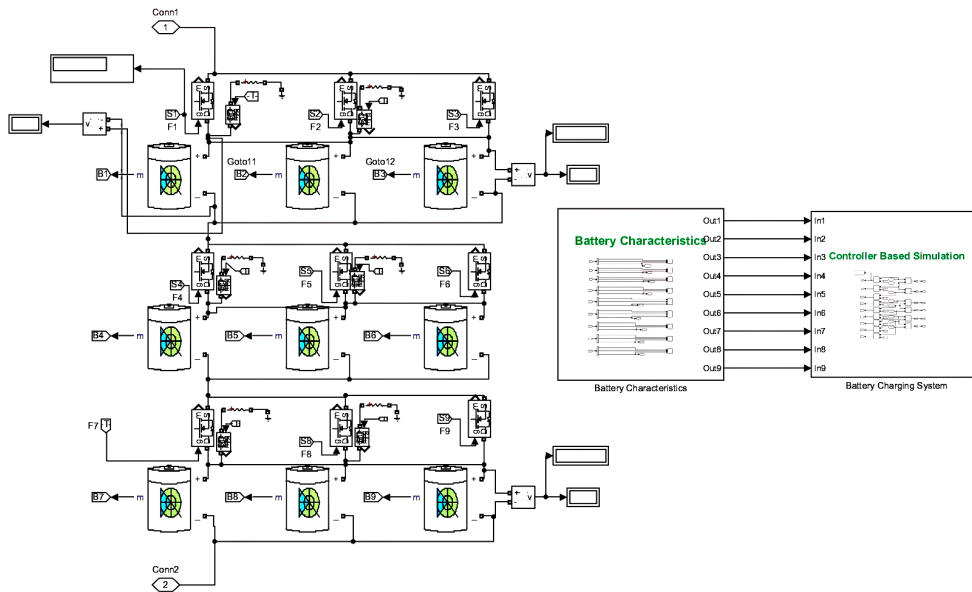 Conn1
1
S1
F1
S2
F2
S3
F3
-T-
B1
m
Goto11
B2
m
Goto12
B3
m
+
v
S4
F4
S5
F5
S6
F6
B4
m
B5
m
B6
m
F7
S8
F8
S9
F9
B7
m
B8
m
B9
m
+
v
Conn2
2
Battery Characteristics
Out1
Out2
Out3
Out4
Out5
Out6
Out7
Out8
Out9
Battery Characteristics
In1
In2
In3
In4
In5
In6
In7
In8
In9
Controller Based Simulation
Battery Charging System